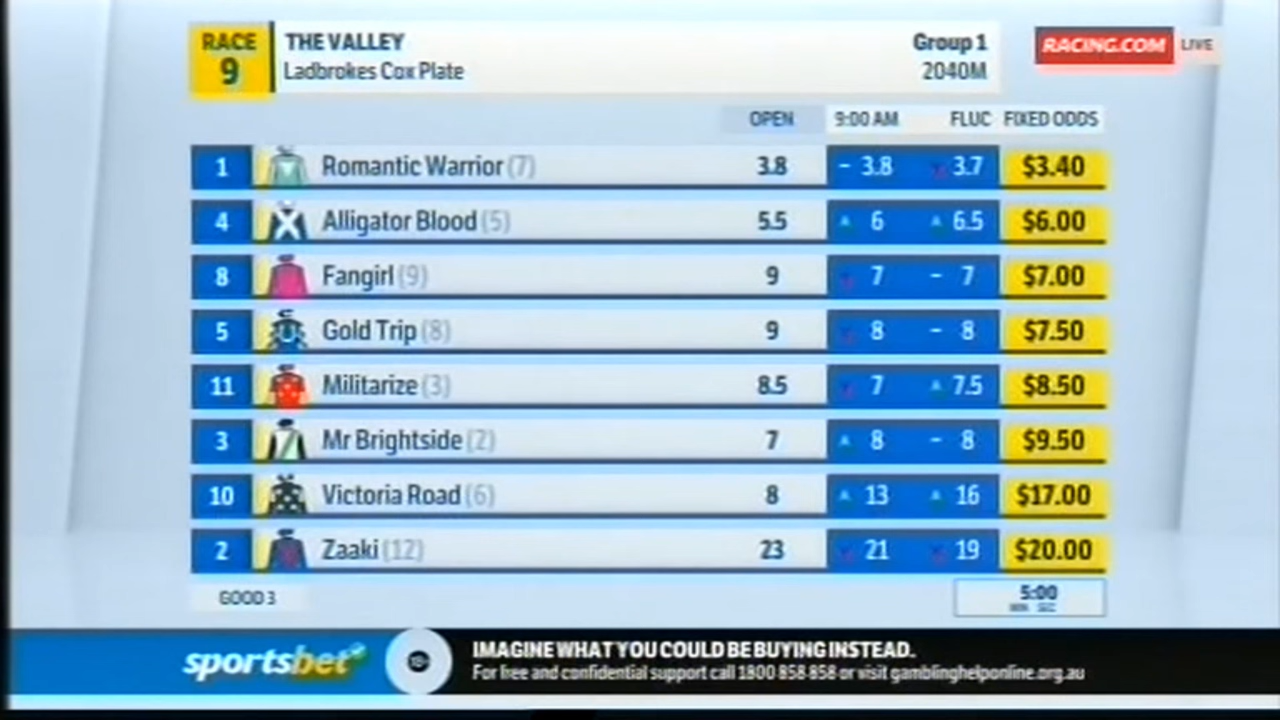 RACE 9
THE VALLEY
Ladbrokes Cox Plate
Group 1
2040M
RACING.COM LIVE
OPEN 9:00 AM FLUC FIXED ODDS
1 Romantic Warrior (7) 3.8 - 3.8 3.7 $3.40
4 Alligator Blood (5) 5.5 6 6.5 $6.00
8 Fangirl (9) 9 7 - 7 $7.00
5 Gold Trip (8) 9 8 - 8 $7.50
11 Militarize (3) 8.5 7 7.5 $8.50
3 Mr Brightside (2) 7 8 - 8 $9.50
10 Victoria Road (6) 8 13 16 $17.00
2 Zaaki (12) 23 21 19 $20.00
GOOD 3
5:00
MIN SEC
sportsbet
18+
IMAGINE WHAT YOU COULD BE BUYING INSTEAD.
For free and confidential support call 1800 858 858 or visit gamblinghelponline.org.au